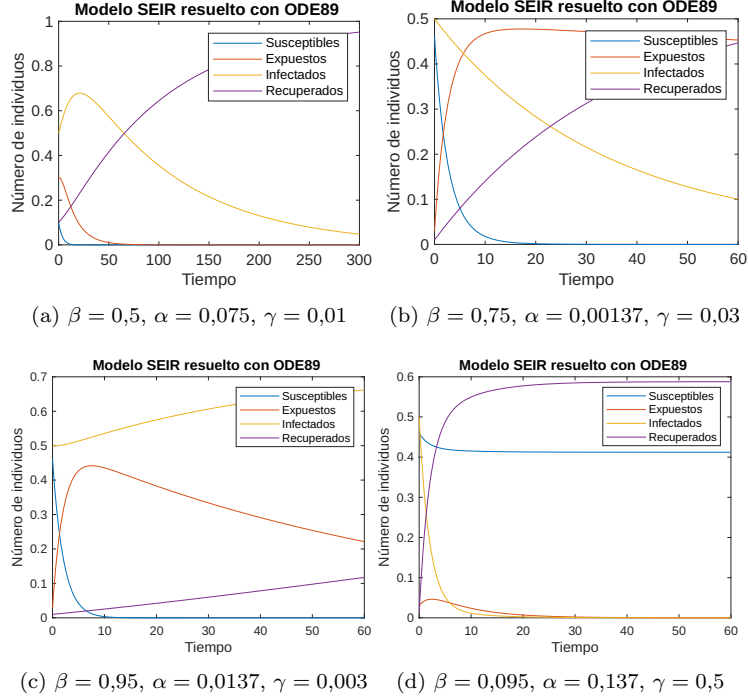 Modelo SEIR resuelto con ODE89
Número de individuos
1
0.8
0.6
0.4
0.2
0
Susceptibles
Expuestos
Infectados
Recuperados
0 50 100 150 200 250 300
Tiempo
(a) β = 0,5, α = 0,075, γ = 0,01
Modelo SEIR resuelto con ODE89
Número de individuos
0.5
0.4
0.3
0.2
0.1
0
Susceptibles
Expuestos
Infectados
Recuperados
0 10 20 30 40 50 60
Tiempo
(b) β = 0,75, α = 0,00137, γ = 0,03
Modelo SEIR resuelto con ODE89
Número de individuos
0.7
0.6
0.5
0.4
0.3
0.2
0.1
0
Susceptibles
Expuestos
Infectados
Recuperados
0 10 20 30 40 50 60
Tiempo
(c) β = 0,95, α = 0,0137, γ = 0,003
Modelo SEIR resuelto con ODE89
Número de individuos
0.6
0.5
0.4
0.3
0.2
0.1
0
Susceptibles
Expuestos
Infectados
Recuperados
0 10 20 30 40 50 60
Tiempo
(d) β = 0,095, α = 0,137, γ = 0,5